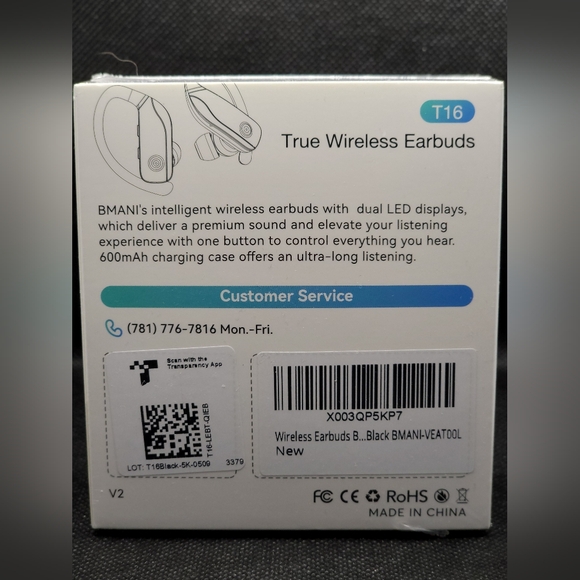 T16
True Wireless Earbuds
BMANI's intelligent wireless earbuds with dual LED displays,
which deliver a premium sound and elevate your listening
experience with one button to control everything you hear.
600mAh charging case offers an ultra-long listening.
Customer Service
(781) 776-7816 Mon.-Fri.
Scan with the
Transparency App
T16-LEBT-QIEB
LOT: T16Black-5K-0509
3379
X003QP5KP7
Wireless Earbuds B...Black BMANI-VEAT00L
New
V2
FC CE RoHS
MADE IN CHINA